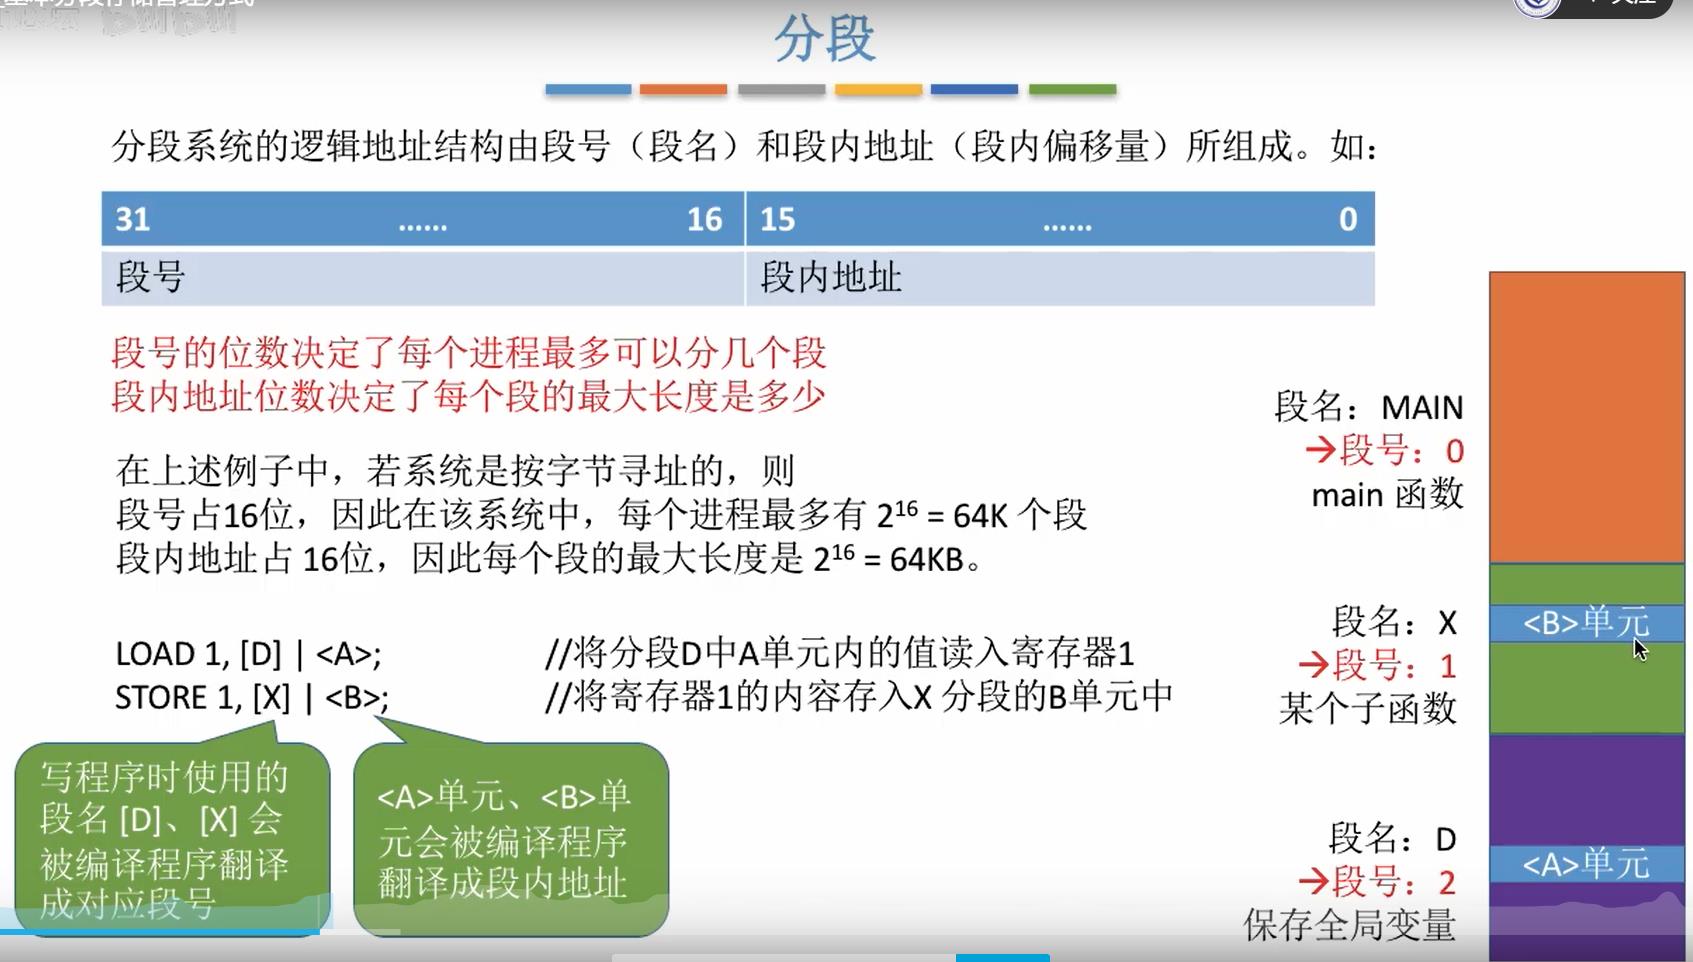 分段
分段系统的逻辑地址结构由段号（段名）和段内地址（段内偏移量）所组成。如：
31 …… 16 15 …… 0
段号 段内地址
段号的位数决定了每个进程最多可以分几个段
段内地址位数决定了每个段的最大长度是多少
在上述例子中，若系统是按字节寻址的，则
段号占16位，因此在该系统中，每个进程最多有 2¹⁶ = 64K 个段
段内地址占 16位，因此每个段的最大长度是 2¹⁶ = 64KB。
LOAD 1, [D] | <A>; //将分段D中A单元内的值读入寄存器1
STORE 1, [X] | <B>; //将寄存器1的内容存入X 分段的B单元中
写程序时使用的
段名 [D]、[X] 会
被编译程序翻译
成对应段号
<A>单元、<B>单
元会被编译程序
翻译成段内地址
段名：MAIN
→段号：0
main 函数
段名：X
→段号：1
某个子函数
<B>单元
段名：D
→段号：2
保存全局变量
<A>单元